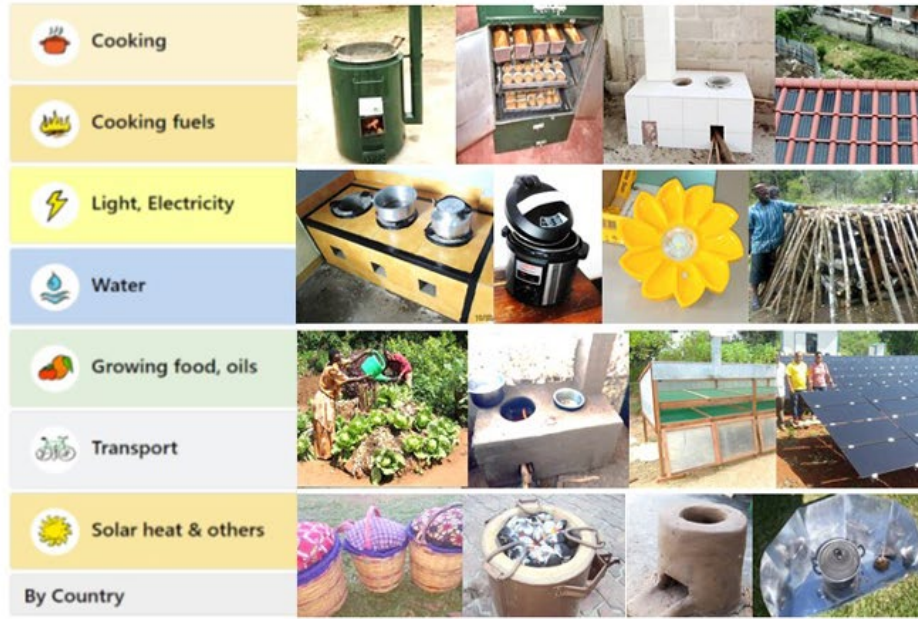 Cooking
Cooking fuels
Light, Electricity
Water
Growing food, oils
Transport
Solar heat & others
By Country